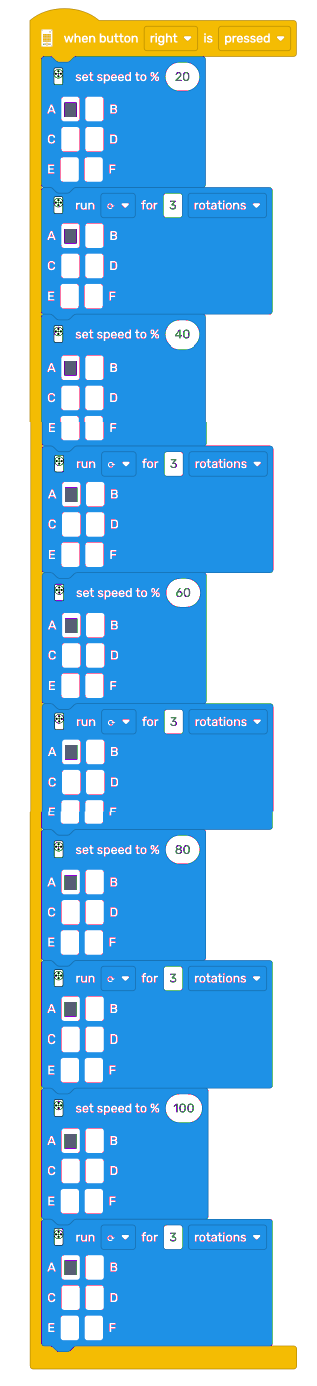 when button right is pressed
set speed to % 20
A B
C D
E F
run for 3 rotations
A B
C D
E F
set speed to % 40
A B
C D
E F
run for 3 rotations
A B
C D
E F
set speed to % 60
A B
C D
E F
run for 3 rotations
A B
C D
E F
set speed to % 80
A B
C D
E F
run for 3 rotations
A B
C D
E F
set speed to % 100
A B
C D
E F
run for 3 rotations
A B
C D
E F